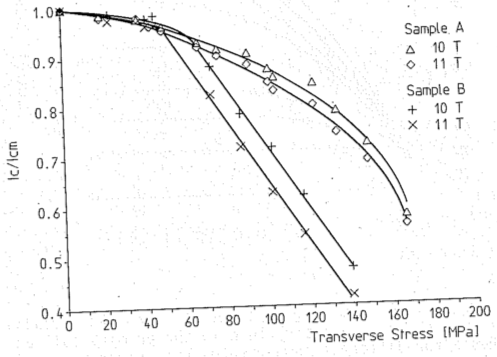 1.0
0.9
0.8
0.7
0.6
0.5
0.4
Ic/Icm
0 20 40 60 80 100 120 140 160 180 200
Transverse Stress [MPa]
Sample A
10 T
11 T
Sample B
10 T
11 T